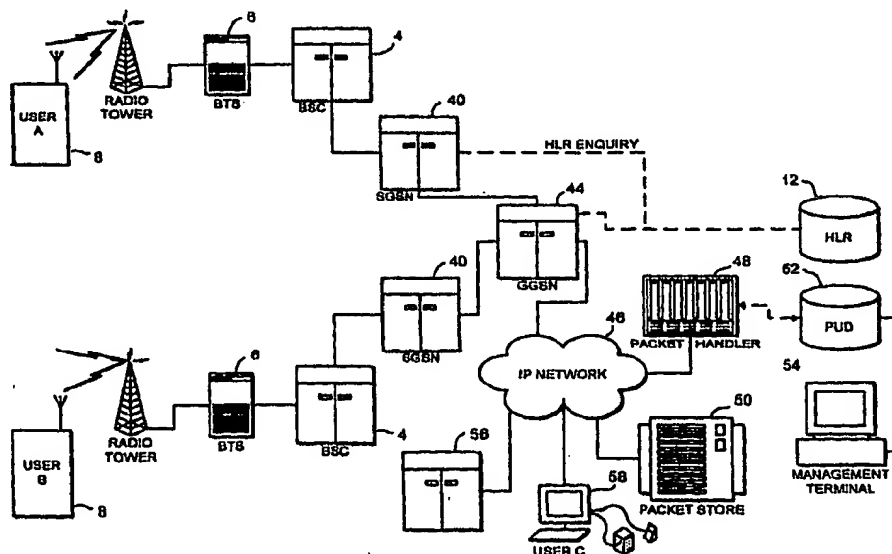 6
4
USER A
RADIO TOWER
BTS
BSC
40
8
SGSN
HLR ENQUIRY
44
12
HLR
GGSN
40
48
52
PACKET HANDLER
PUD
SGSN
46
IP NETWORK
54
6
50
BTS
BSC
4
56
58
USER B
RADIO TOWER
8
PACKET STORE
MANAGEMENT TERMINAL
USER C